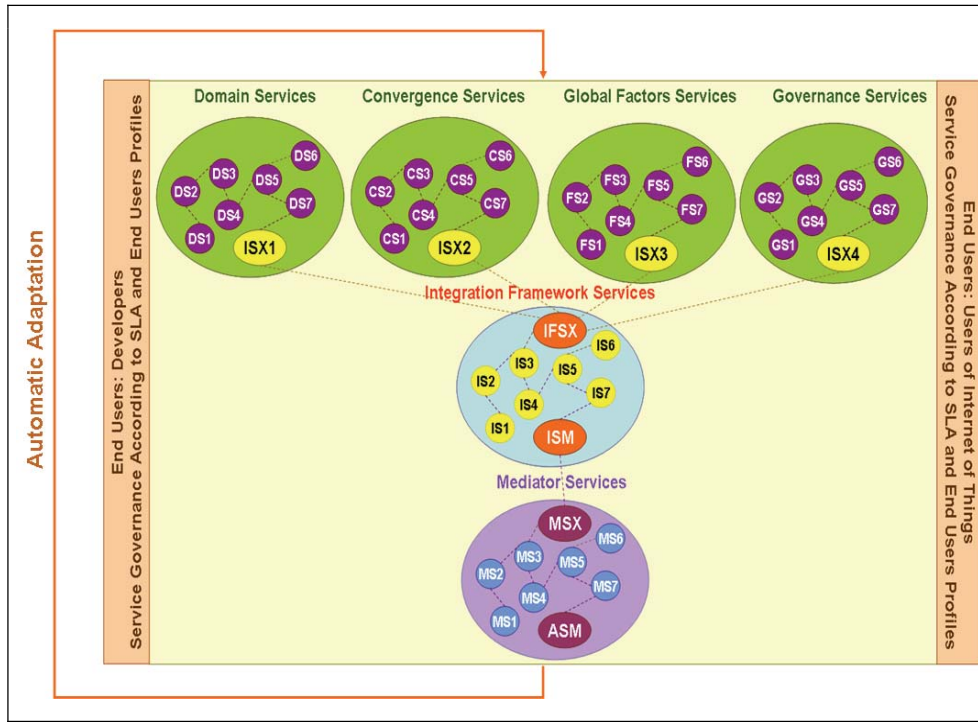 Automatic Adaptation
End Users: Developers
Service Governance According to SLA and End Users Profiles
Domain Services
Convergence Services
Global Factors Services
Governance Services
DS1
DS2
DS3
DS4
DS5
DS6
DS7
ISX1
CS1
CS2
CS3
CS4
CS5
CS6
CS7
ISX2
FS1
FS2
FS3
FS4
FS5
FS6
FS7
ISX3
GS1
GS2
GS3
GS4
GS5
GS6
GS7
ISX4
Integration Framework Services
IFSX
IS1
IS2
IS3
IS4
IS5
IS6
IS7
ISM
Mediator Services
MSX
MS1
MS2
MS3
MS4
MS5
MS6
MS7
ASM
End Users: Users of Internet of Things
Service Governance According to SLA and End Users Profiles